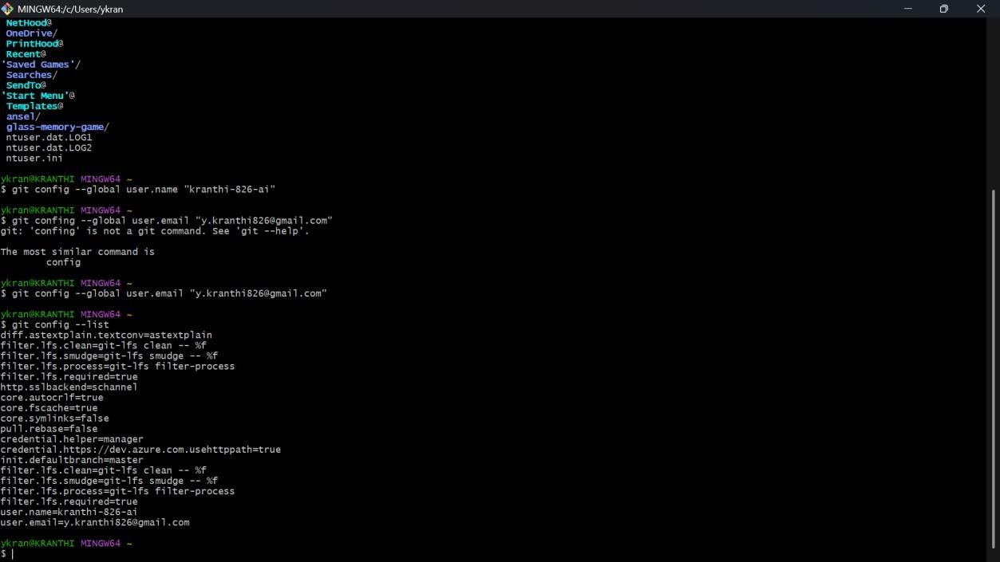 MINGW64:/c/Users/ykran
NetHood@
OneDrive/
PrintHood@
Recent@
'Saved Games'/
Searches/
SendTo@
'Start Menu'@
Templates@
ansel/
glass-memory-game/
ntuser.dat.LOG1
ntuser.dat.LOG2
ntuser.ini
ykran@KRANTHI MINGW64 ~
$ git config --global user.name "kranthi-826-ai"
ykran@KRANTHI MINGW64 ~
$ git confing --global user.email "y.kranthi826@gmail.com"
git: 'confing' is not a git command. See 'git --help'.
The most similar command is
config
ykran@KRANTHI MINGW64 ~
$ git config --global user.email "y.kranthi826@gmail.com"
ykran@KRANTHI MINGW64 ~
$ git config --list
diff.astextplain.textconv=astextplain
filter.lfs.clean=git-lfs clean -- %f
filter.lfs.smudge=git-lfs smudge -- %f
filter.lfs.process=git-lfs filter-process
filter.lfs.required=true
http.sslbackend=schannel
core.autocrlf=true
core.fscache=true
core.symlinks=false
pull.rebase=false
credential.helper=manager
credential.https://dev.azure.com.usehttppath=true
init.defaultbranch=master
filter.lfs.clean=git-lfs clean -- %f
filter.lfs.smudge=git-lfs smudge -- %f
filter.lfs.process=git-lfs filter-process
filter.lfs.required=true
user.name=kranthi-826-ai
user.email=y.kranthi826@gmail.com
ykran@KRANTHI MINGW64 ~
$